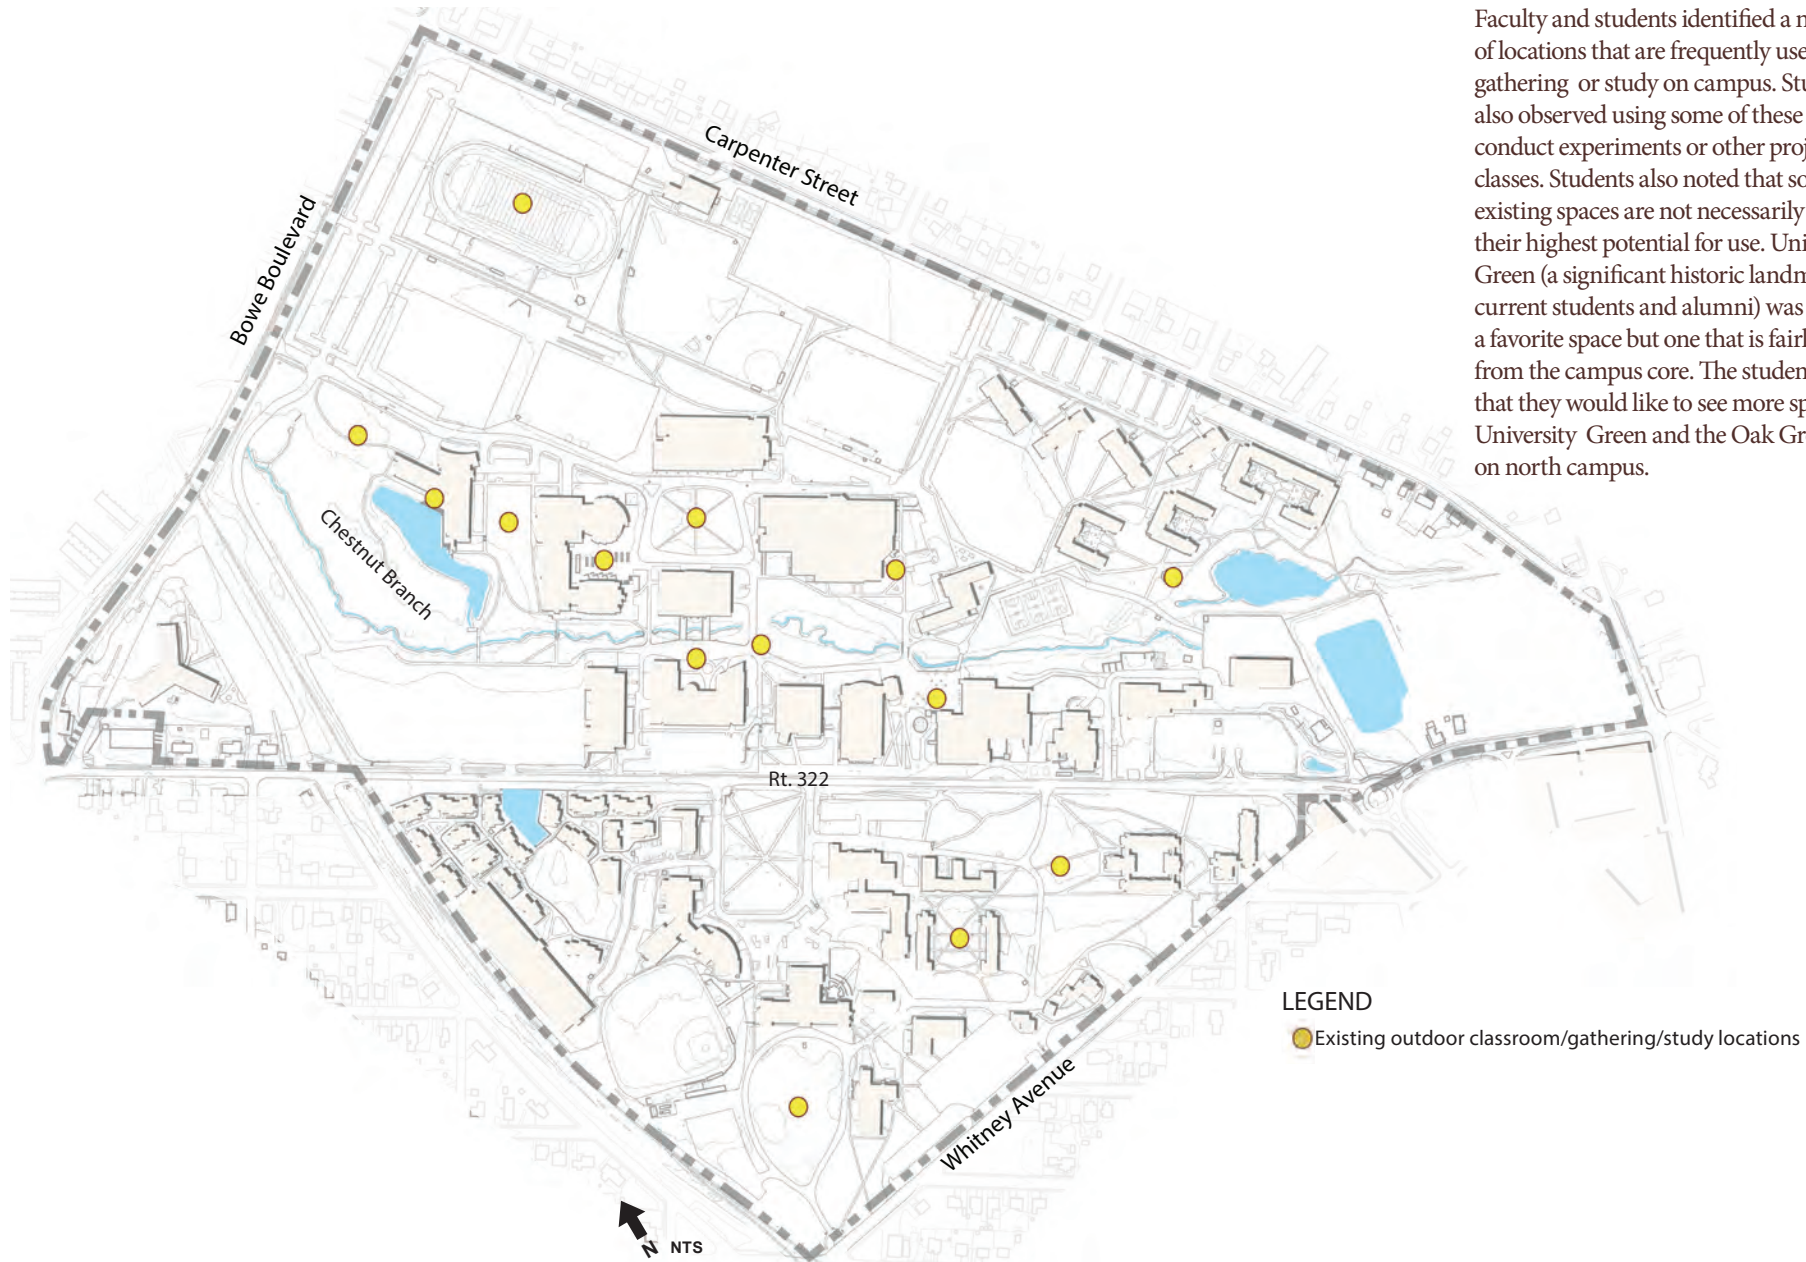 Faculty and students identified a n
of locations that are frequently use
gathering or study on campus. Stu
also observed using some of these
conduct experiments or other proj
classes. Students also noted that so
existing spaces are not necessarily
their highest potential for use. Uni
Green (a significant historic landm
current students and alumni) was
a favorite space but one that is fairl
from the campus core. The studen
that they would like to see more sp
University Green and the Oak Gr
on north campus.
Carpenter Street
Bowe Boulevard
Chestnut Branch
Rt. 322
Whitney Avenue
LEGEND
Existing outdoor classroom/gathering/study locations
N NTS